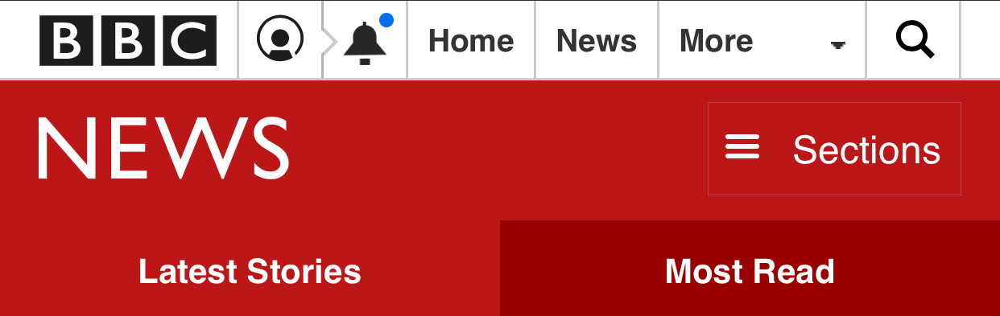 BBC Home News More
NEWS Sections
Latest Stories Most Read